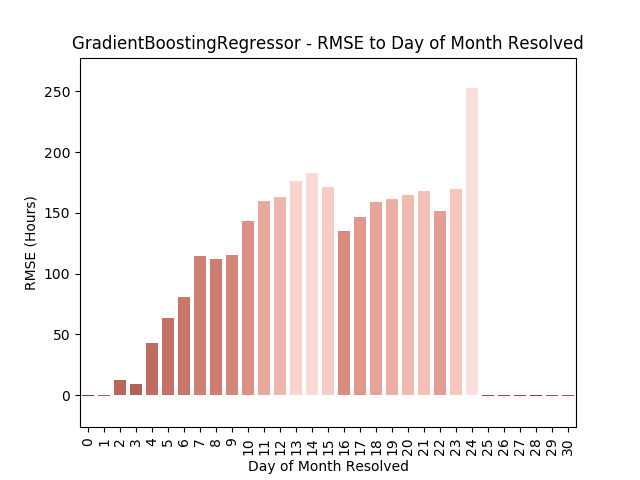 GradientBoostingRegressor - RMSE to Day of Month Resolved
RMSE (Hours)
250
200
150
100
50
0
0 1 2 3 4 5 6 7 8 9 10 11 12 13 14 15 16 17 18 19 20 21 22 23 24 25 26 27 28 29 30
Day of Month Resolved